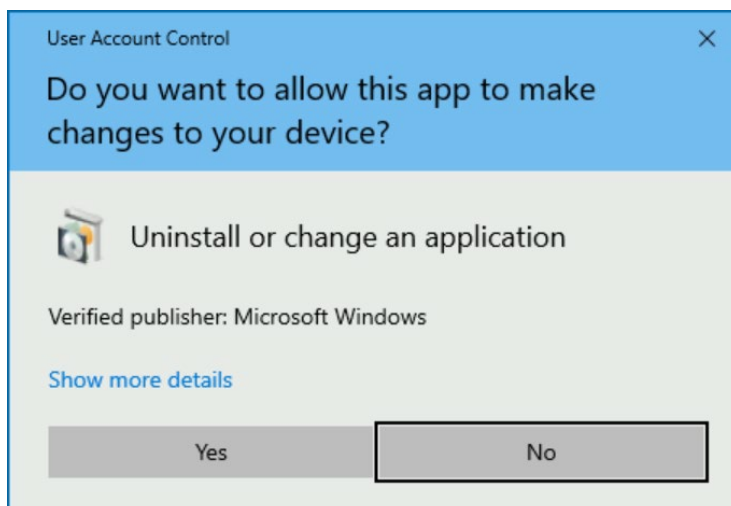 User Account Control
Do you want to allow this app to make
changes to your device?
Uninstall or change an application
Verified publisher: Microsoft Windows
Show more details
Yes
No